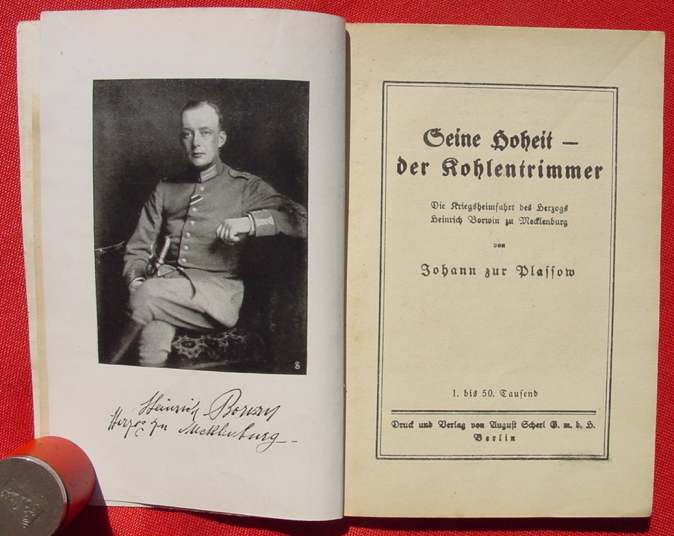 Heinrich Borwin
Herzog zu Mecklenburg
Seine Hoheit –
der Kohlentrimmer
Die Kriegsheimfahrt des Herzogs
Heinrich Borwin zu Mecklenburg
von
Johann zur Plassow
1. bis 50. Tausend
Druck und Verlag von August Scherl G. m. b. H.
Berlin